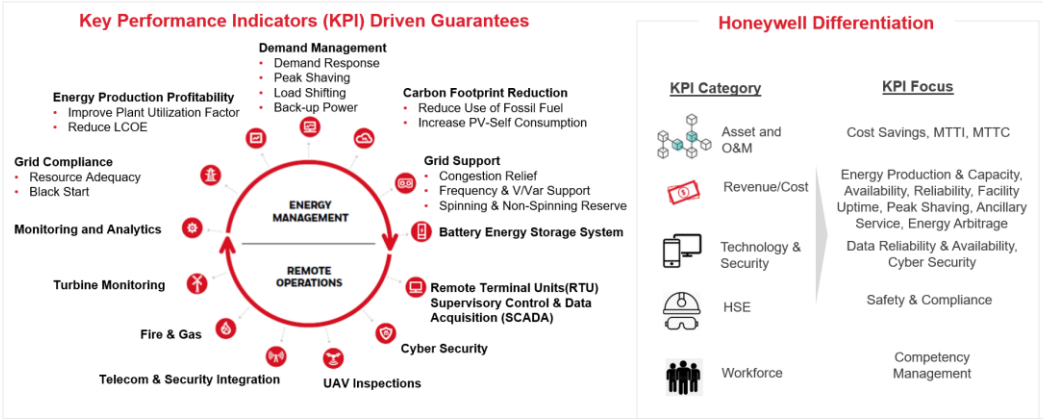 Key Performance Indicators (KPI) Driven Guarantees
Demand Management
• Demand Response
• Peak Shaving
• Load Shifting
• Back-up Power
Energy Production Profitability
• Improve Plant Utilization Factor
• Reduce LCOE
Carbon Footprint Reduction
• Reduce Use of Fossil Fuel
• Increase PV-Self Consumption
Grid Compliance
• Resource Adequacy
• Black Start
Grid Support
• Congestion Relief
• Frequency & V/Var Support
• Spinning & Non-Spinning Reserve
ENERGY
MANAGEMENT
Monitoring and Analytics
Battery Energy Storage System
REMOTE
OPERATIONS
Turbine Monitoring
Remote Terminal Units(RTU)
Supervisory Control & Data
Acquisition (SCADA)
Fire & Gas
Cyber Security
Telecom & Security Integration
UAV Inspections
Honeywell Differentiation
KPI Category
KPI Focus
Asset and
O&M
Cost Savings, MTTI, MTTC
Revenue/Cost
Energy Production & Capacity,
Availability, Reliability, Facility
Uptime, Peak Shaving, Ancillary
Service, Energy Arbitrage
Technology &
Security
Data Reliability & Availability,
Cyber Security
HSE
Safety & Compliance
Workforce
Competency
Management